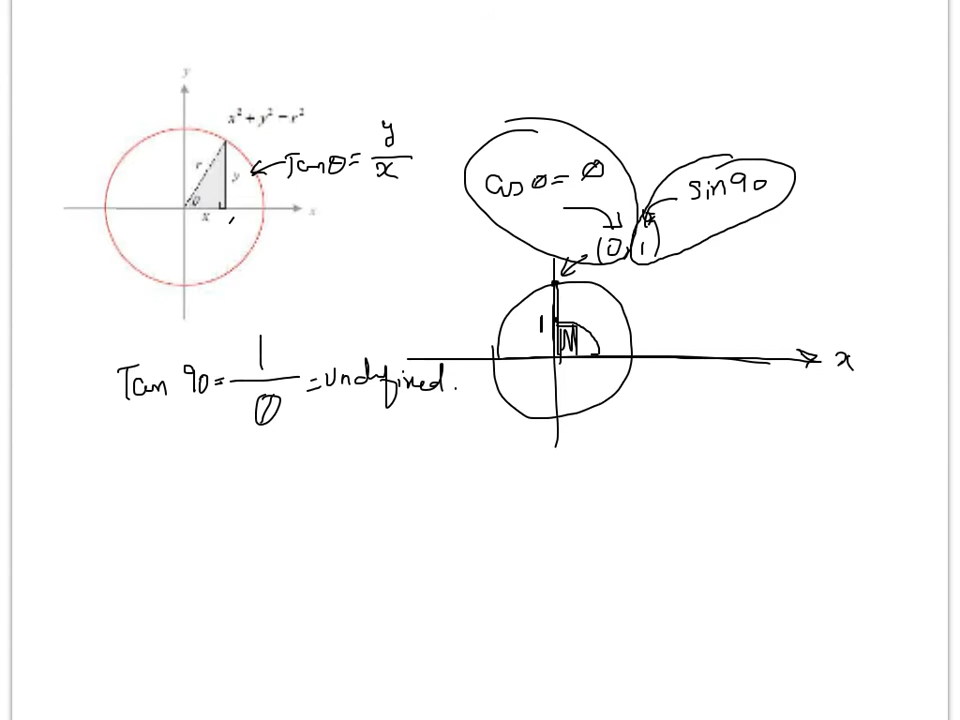 y
x² + y² = r²
Tanθ = y/x
r
y
θ
x
x
Cos θ = 0
sin 90
(0, 1)
1
x
Tan 90 = 1/0 = undefined.